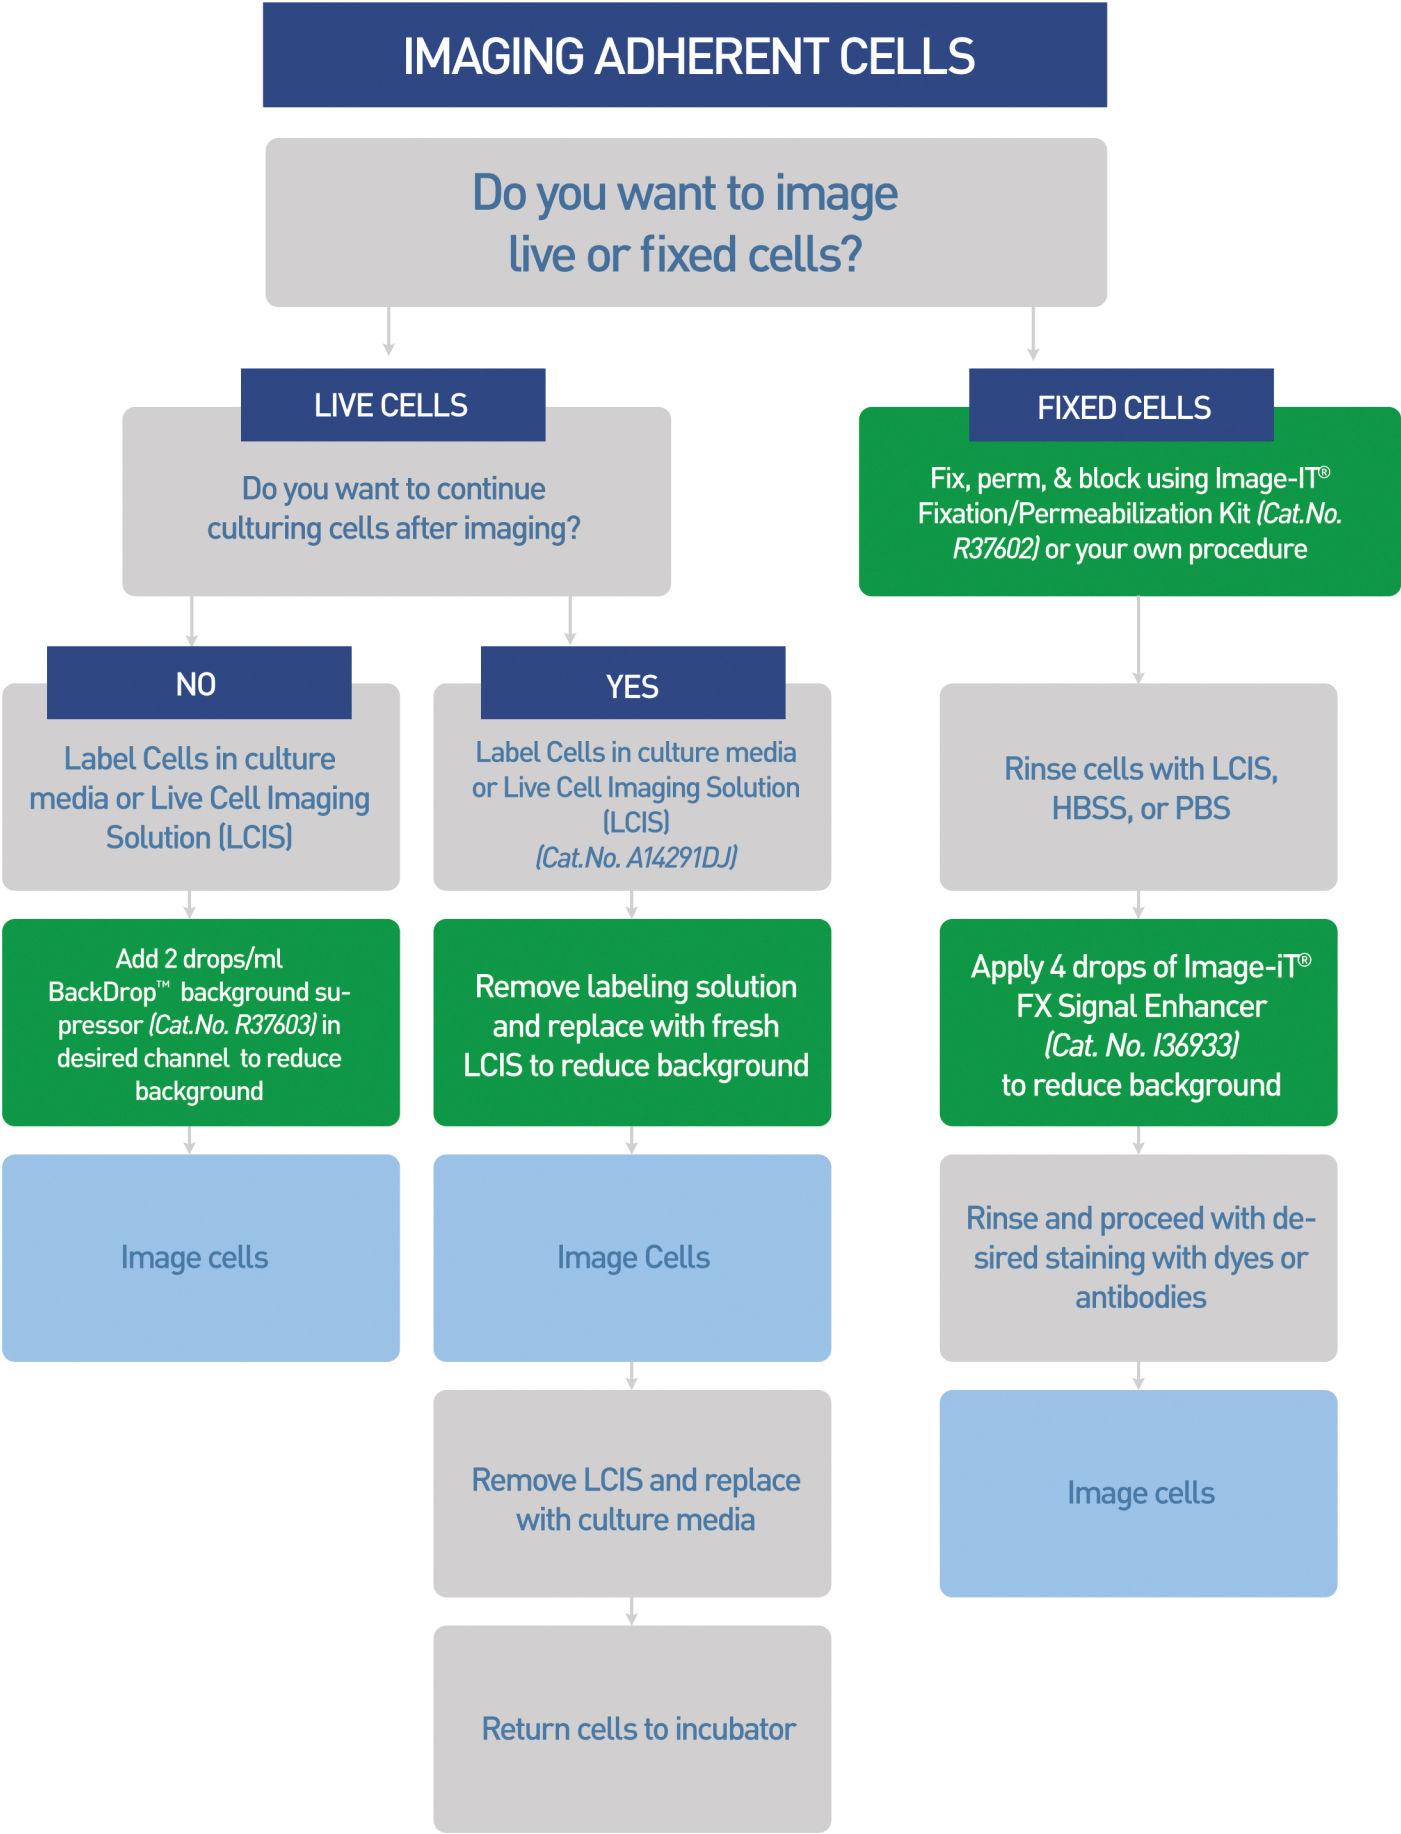 IMAGING ADHERENT CELLS
Do you want to image
live or fixed cells?
LIVE CELLS
Do you want to continue
culturing cells after imaging?
FIXED CELLS
Fix, perm, & block using Image-IT®
Fixation/Permeabilization Kit (Cat.No.
R37602) or your own procedure
NO
Label Cells in culture
media or Live Cell Imaging
Solution (LCIS)
YES
Label Cells in culture media
or Live Cell Imaging Solution
(LCIS)
(Cat.No. A14291DJ)
Rinse cells with LCIS,
HBSS, or PBS
Add 2 drops/ml
BackDrop™ background su-
pressor (Cat.No. R37603) in
desired channel to reduce
background
Remove labeling solution
and replace with fresh
LCIS to reduce background
Apply 4 drops of Image-iT®
FX Signal Enhancer
(Cat. No. I36933)
to reduce background
Image cells
Image Cells
Rinse and proceed with de-
sired staining with dyes or
antibodies
Remove LCIS and replace
with culture media
Image cells
Return cells to incubator